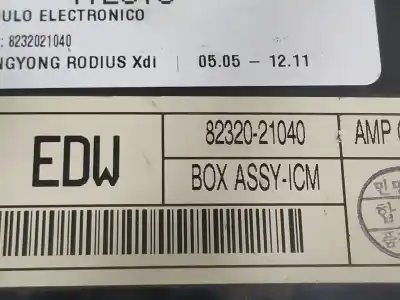 ULO ELECTRONICO
: 8232021040
NGYONG RODIUS Xdi | 05.05 – 12.11
EDW
82320-21040
AMP
BOX ASSY-ICM